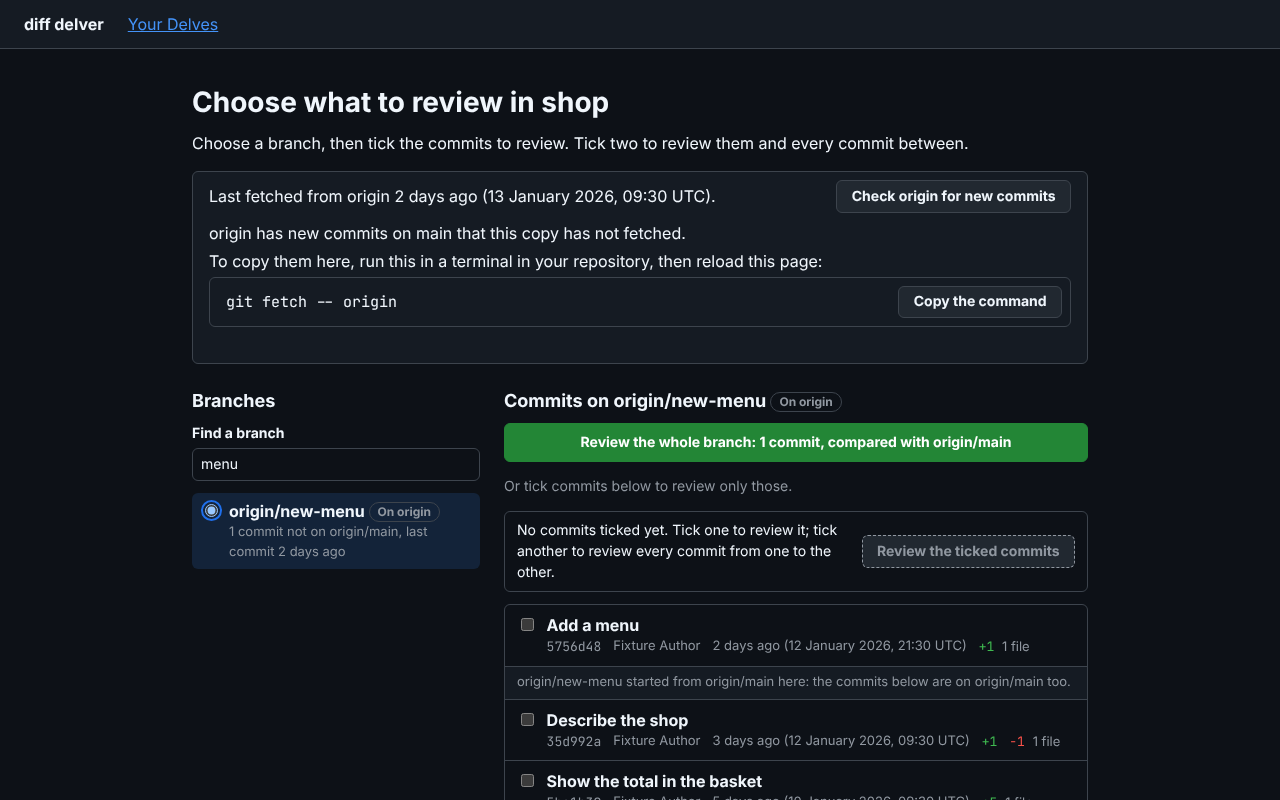 diff delver
Your Delves
Choose what to review in shop
Choose a branch, then tick the commits to review. Tick two to review them and every commit between.
Last fetched from origin 2 days ago (13 January 2026, 09:30 UTC).
Check origin for new commits
origin has new commits on main that this copy has not fetched.
To copy them here, run this in a terminal in your repository, then reload this page:
git fetch -- origin
Copy the command
Branches
Find a branch
menu
origin/new-menu On origin
1 commit not on origin/main, last
commit 2 days ago
Commits on origin/new-menu On origin
Review the whole branch: 1 commit, compared with origin/main
Or tick commits below to review only those.
No commits ticked yet. Tick one to review it; tick
another to review every commit from one to the
other.
Review the ticked commits
Add a menu
5756d48 Fixture Author 2 days ago (12 January 2026, 21:30 UTC) +1 1 file
origin/new-menu started from origin/main here: the commits below are on origin/main too.
Describe the shop
35d992a Fixture Author 3 days ago (12 January 2026, 09:30 UTC) +1 -1 1 file
Show the total in the basket